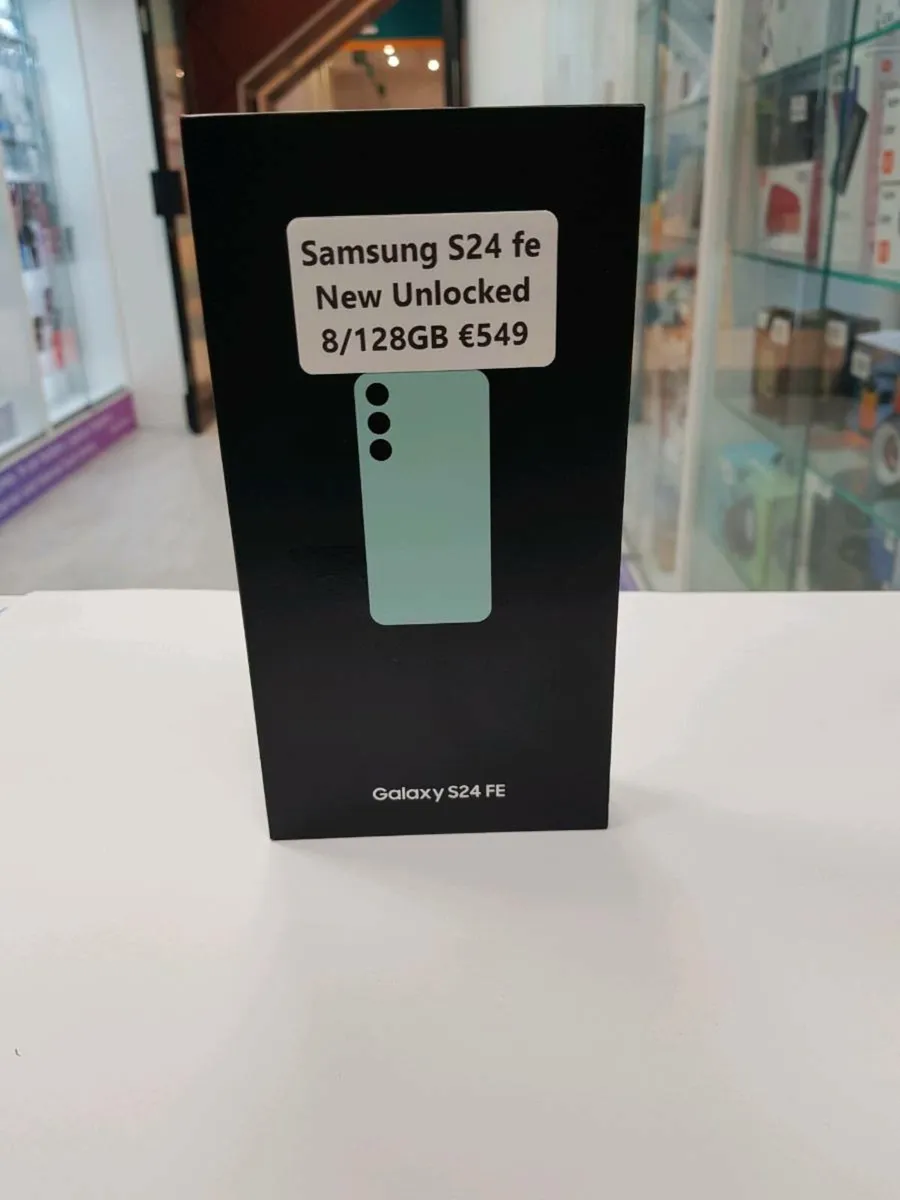 Samsung S24 fe
New Unlocked
8/128GB €549
Galaxy S24 FE